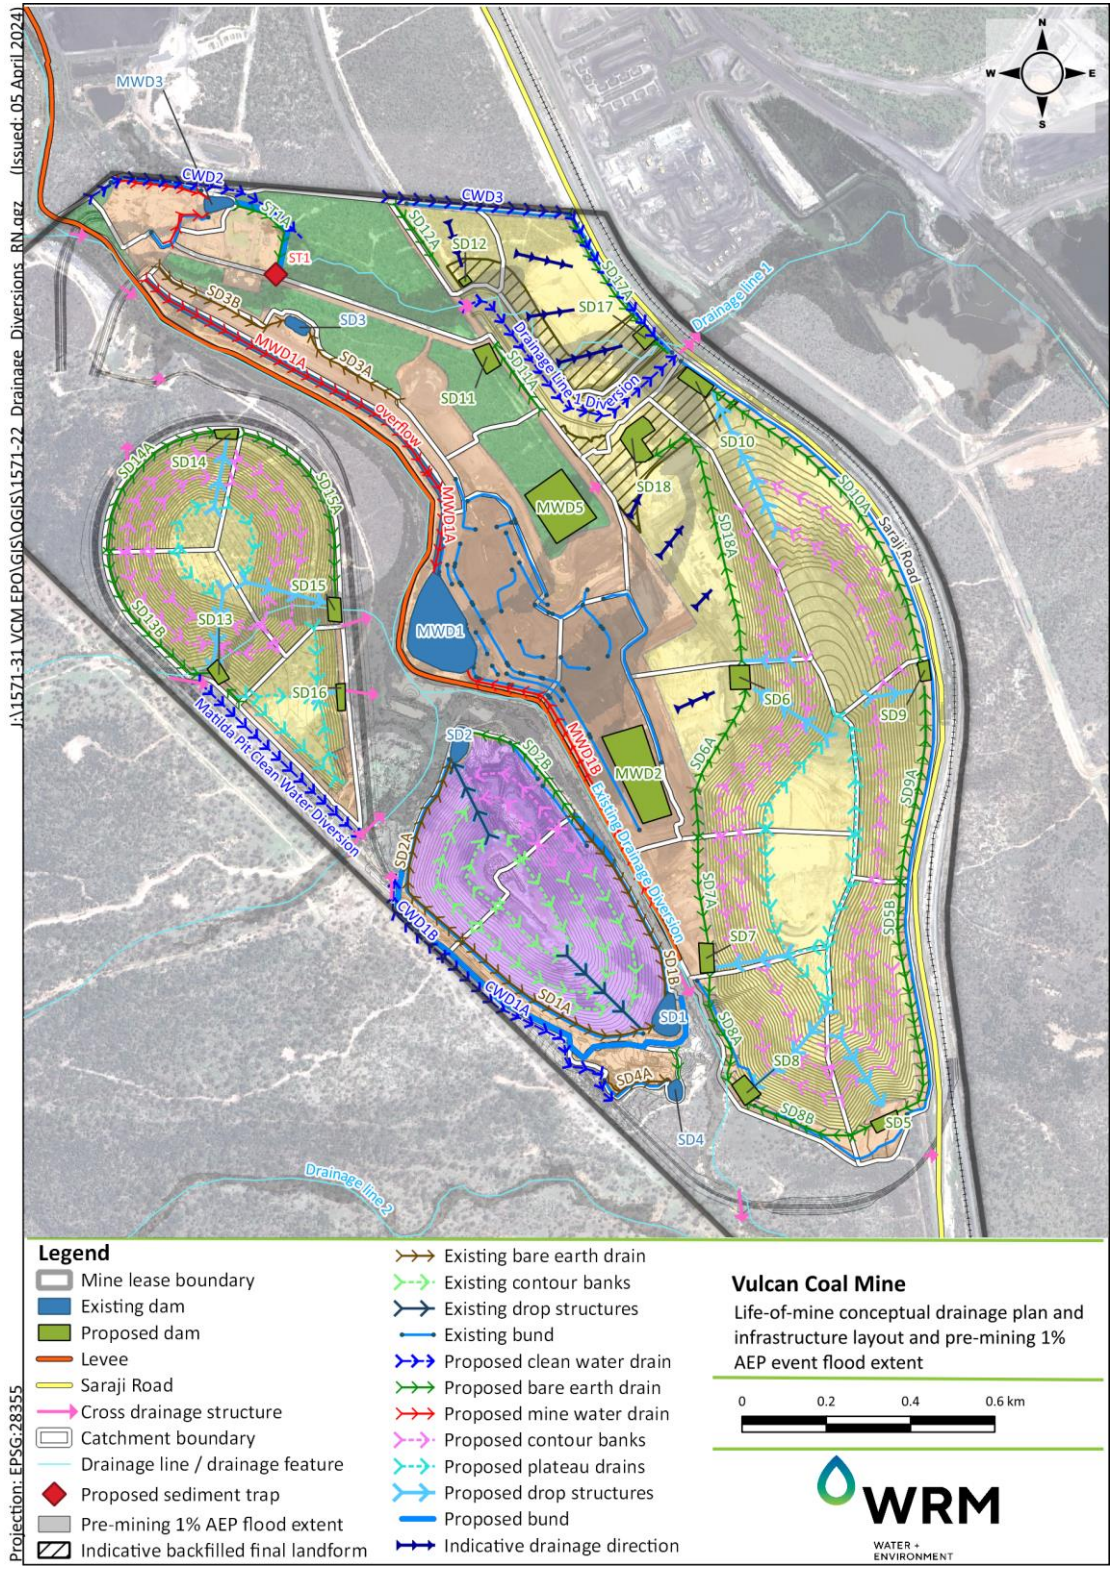 J:\1571-31 VCM EPO\GIS\QGIS\1571-22_Drainage_Diversions_RN.qgz (Issued: 05 April 2024)
Projection: EPSG:28355
N
W
E
S
MWD3
CWD2
ST1A
CWD3
SD12A
SD12
ST1
SD17A
SD17
Drainage line 1
SD3B
SD3
Drainage Line 1 Diversion
MWD1A
SD3A
SD11A
SD11
overflow
SD10
SD14
SD14A
SD15A
SD18
MWD1A
MWD5
SD10A
SD18A
Saraji Road
SD15
SD13
SD13B
MWD1
SD16
SD6
SD9
Matilda Pit Clean Water Diversion
SD2
SD2B
MWD1B
SD6A
MWD2
SD9A
Existing Drainage Diversion
SD2A
SD7A
SD5B
CWD1B
SD7
SD1B
SD1A
CWD1A
SD1
SD8A
SD8
SD4A
SD8B
SD5
SD4
Drainage line 2
Legend
Mine lease boundary
Existing dam
Proposed dam
Levee
Saraji Road
Cross drainage structure
Catchment boundary
Drainage line / drainage feature
Proposed sediment trap
Pre-mining 1% AEP flood extent
Indicative backfilled final landform
Existing bare earth drain
Existing contour banks
Existing drop structures
Existing bund
Proposed clean water drain
Proposed bare earth drain
Proposed mine water drain
Proposed contour banks
Proposed plateau drains
Proposed drop structures
Proposed bund
Indicative drainage direction
Vulcan Coal Mine
Life-of-mine conceptual drainage plan and
infrastructure layout and pre-mining 1%
AEP event flood extent
0 0.2 0.4 0.6 km
WRM
WATER +
ENVIRONMENT